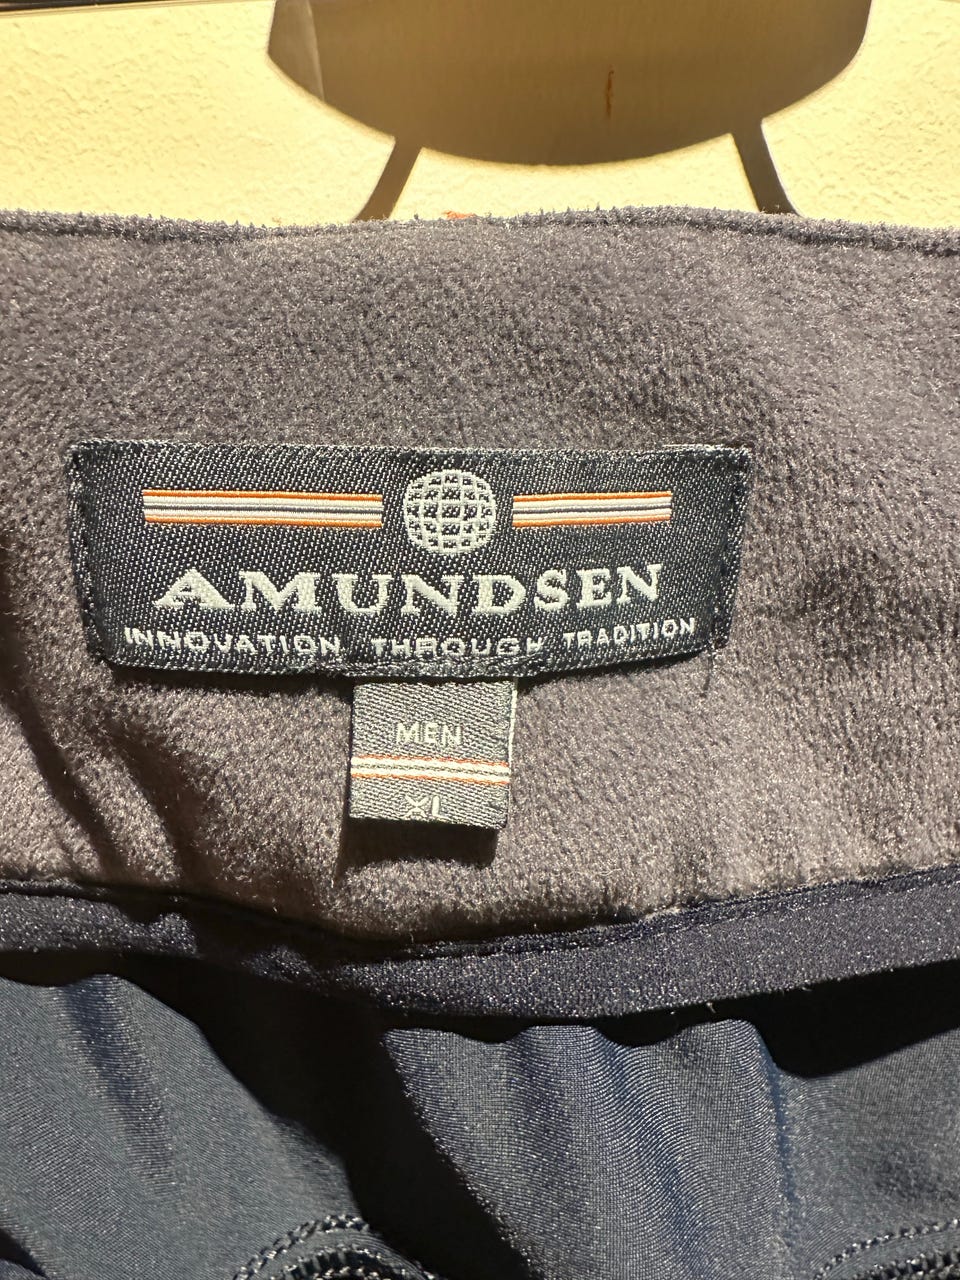 AMUNDSEN
INNOVATION THROUGH TRADITION
MEN
XL